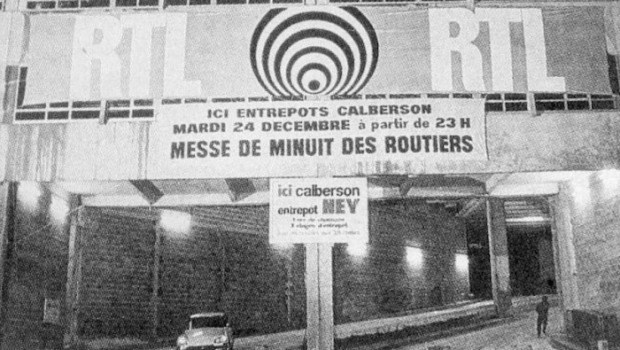 RTL RTL
ICI ENTREPOTS CALBERSON
MARDI 24 DECEMBRE à partir de 23 H
MESSE DE MINUIT DES ROUTIERS
ici calberson
entrepot NEY